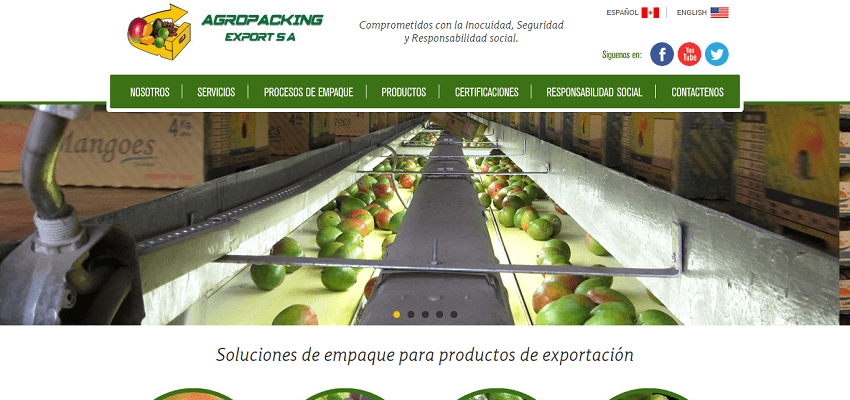 AGROPACKING
EXPORT S A
Comprometidos con la Inocuidad, Seguridad
y Responsabilidad social.
ESPAÑOL
ENGLISH
Siguenos en:
f
You
Tube
NOSOTROS
SERVICIOS
PROCESOS DE EMPAQUE
PRODUCTOS
CERTIFICACIONES
RESPONSABILIDAD SOCIAL
CONTACTENOS
Mangoes
4Kg
Soluciones de empaque para productos de exportación